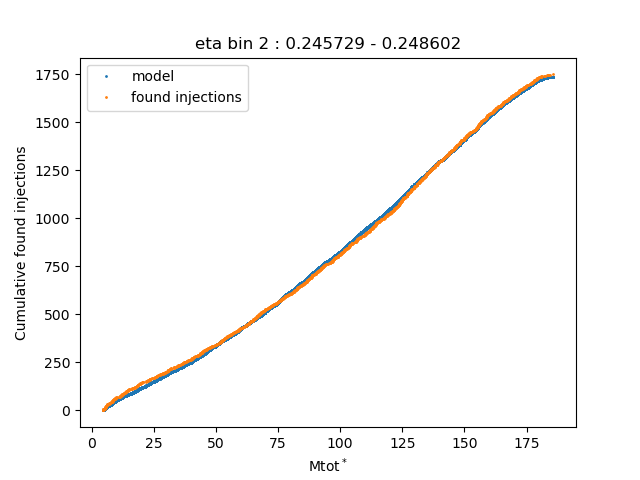 eta bin 2 : 0.245729 - 0.248602
model
found injections
Cumulative found injections
1750
1500
1250
1000
750
500
250
0
0 25 50 75 100 125 150 175
Mtot*